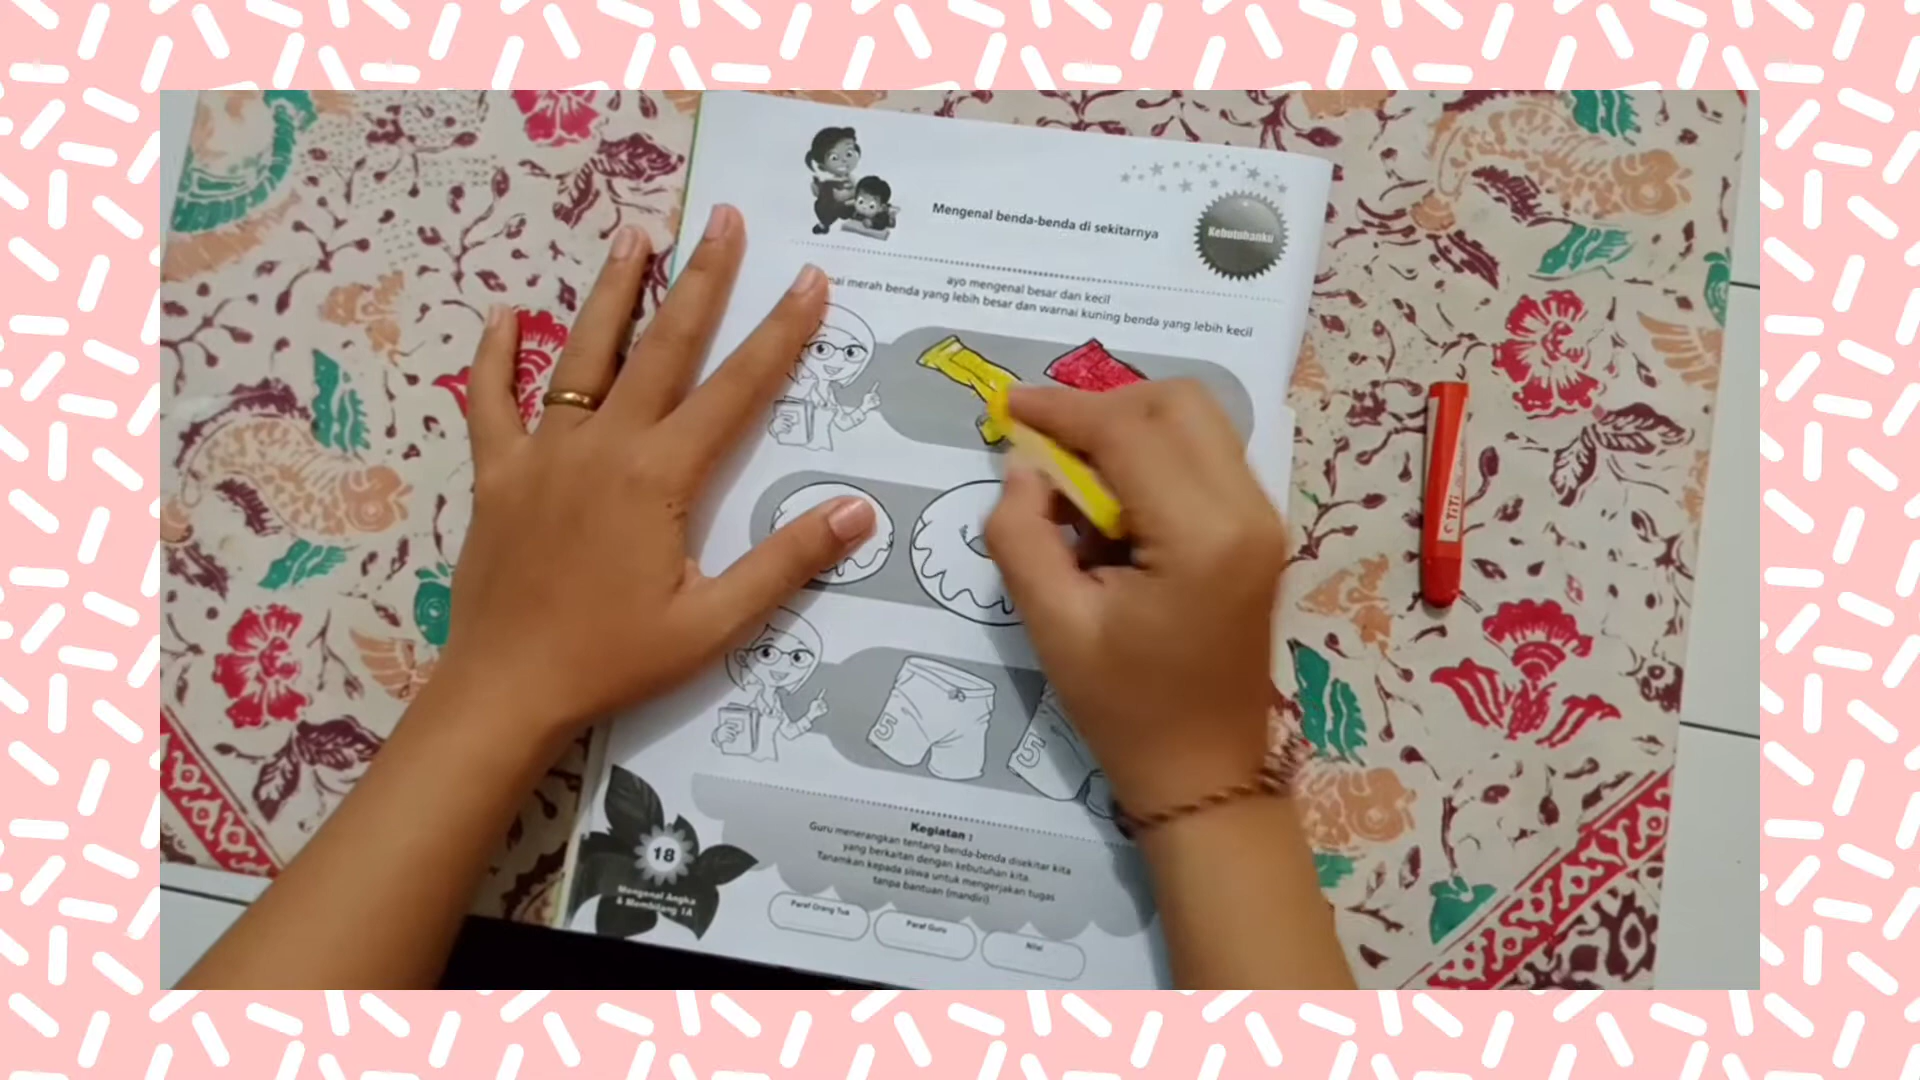 Mengenal benda-benda di sekitarnya
Kebutuhanku
ayo mengenal besar dan kecil
merah benda yang lebih besar dan warnai kuning benda yang lebih kecil
5
5
Kegiatan :
Guru menerangkan tentang benda-benda disekitar kita
yang berkaitan dengan kebutuhan kita.
Tanamkan kepada siswa untuk mengerjakan tugas
tanpa bantuan (mandiri).
18
Mengenal Angka
& Membilang 1A
Paraf Orang Tua
Paraf Guru
Nilai
TiTi